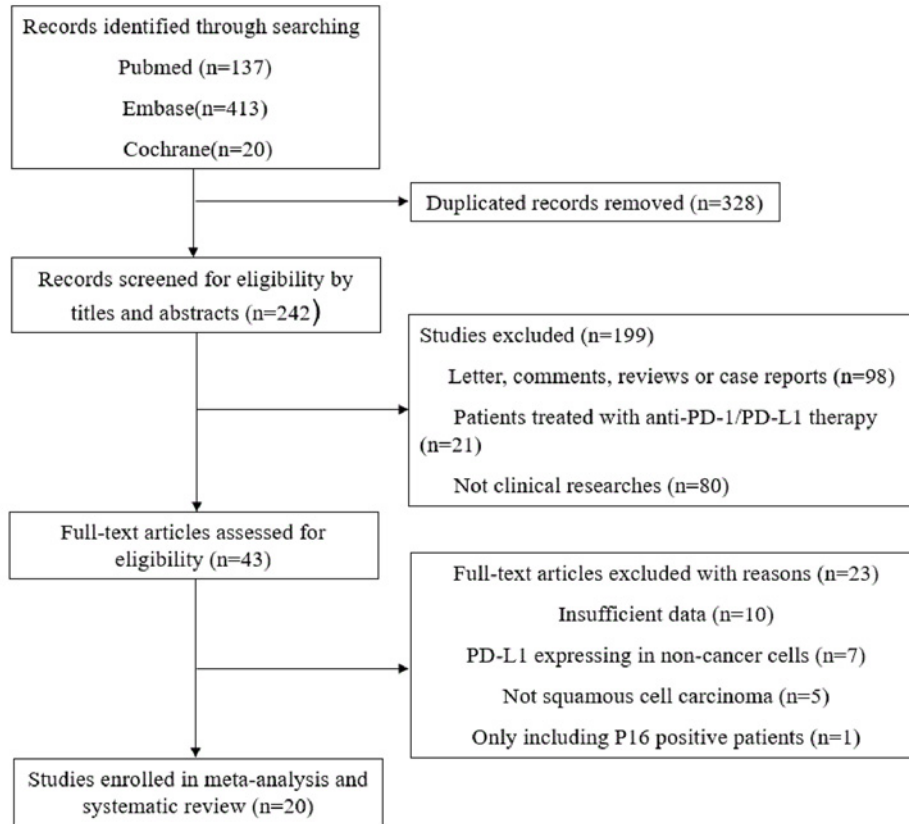 Records identified through searching
Pubmed (n=137)
Embase(n=413)
Cochrane(n=20)
Duplicated records removed (n=328)
Records screened for eligibility by
titles and abstracts (n=242)
Studies excluded (n=199)
Letter, comments, reviews or case reports (n=98)
Patients treated with anti-PD-1/PD-L1 therapy
(n=21)
Not clinical researches (n=80)
Full-text articles assessed for
eligibility (n=43)
Full-text articles excluded with reasons (n=23)
Insufficient data (n=10)
PD-L1 expressing in non-cancer cells (n=7)
Not squamous cell carcinoma (n=5)
Only including P16 positive patients (n=1)
Studies enrolled in meta-analysis and
systematic review (n=20)